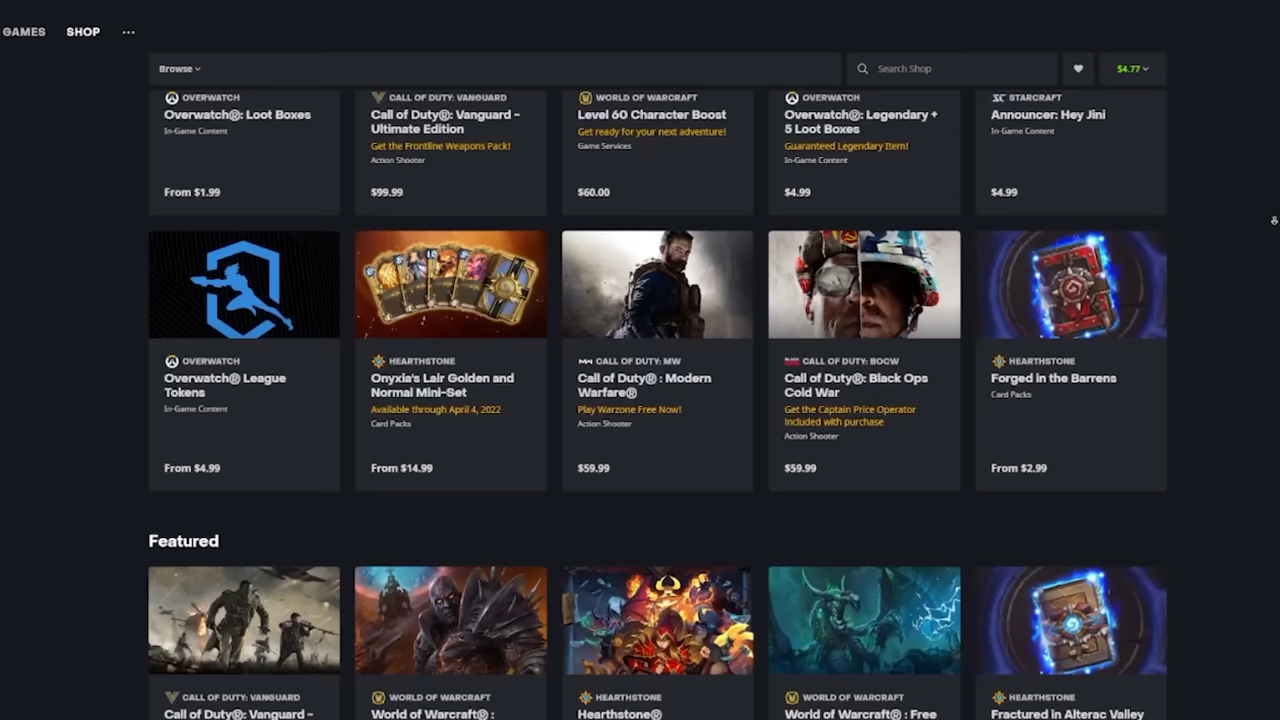 GAMES SHOP ...
Browse Search Shop $4.77
OVERWATCH
Overwatch®: Loot Boxes
In-Game Content
From $1.99
CALL OF DUTY: VANGUARD
Call of Duty®: Vanguard -
Ultimate Edition
Get the Frontline Weapons Pack!
Action Shooter
$99.99
WORLD OF WARCRAFT
Level 60 Character Boost
Get ready for your next adventure!
Game Services
$60.00
OVERWATCH
Overwatch®: Legendary +
5 Loot Boxes
Guaranteed Legendary Item!
In-Game Content
$4.99
STARCRAFT
Announcer: Hey Jini
In-Game Content
$4.99
OVERWATCH
Overwatch® League
Tokens
In-Game Content
From $4.99
HEARTHSTONE
Onyxia's Lair Golden and
Normal Mini-Set
Available through April 4, 2022
Card Packs
From $14.99
CALL OF DUTY: MW
Call of Duty® : Modern
Warfare®
Play Warzone Free Now!
Action Shooter
$59.99
CALL OF DUTY: BOCW
Call of Duty®: Black Ops
Cold War
Get the Captain Price Operator
included with purchase
Action Shooter
$59.99
HEARTHSTONE
Forged in the Barrens
Card Packs
From $2.99
Featured
CALL OF DUTY: VANGUARD
Call of Duty®: Vanguard -
WORLD OF WARCRAFT
World of Warcraft® :
HEARTHSTONE
Hearthstone®
WORLD OF WARCRAFT
World of Warcraft® : Free
HEARTHSTONE
Fractured in Alterac Valley